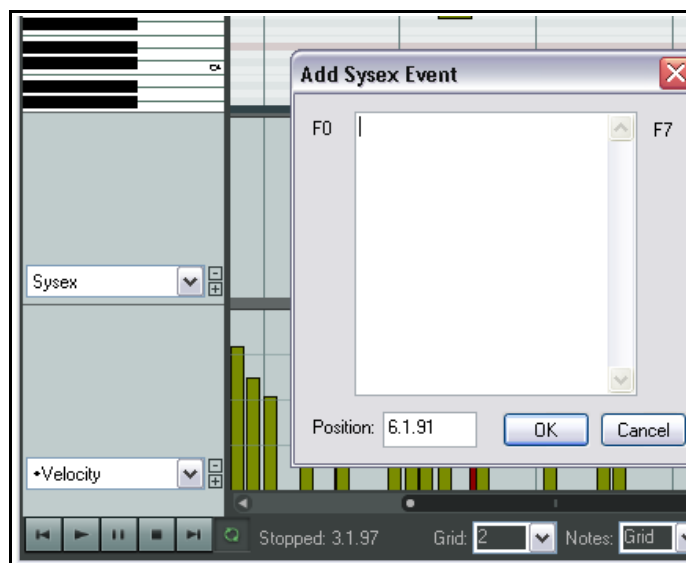 Add Sysex Event
F0
F7
Sysex
Position: 6.1.91
OK
Cancel
•Velocity
Stopped: 3.1.97
Grid: 2
Notes: Grid